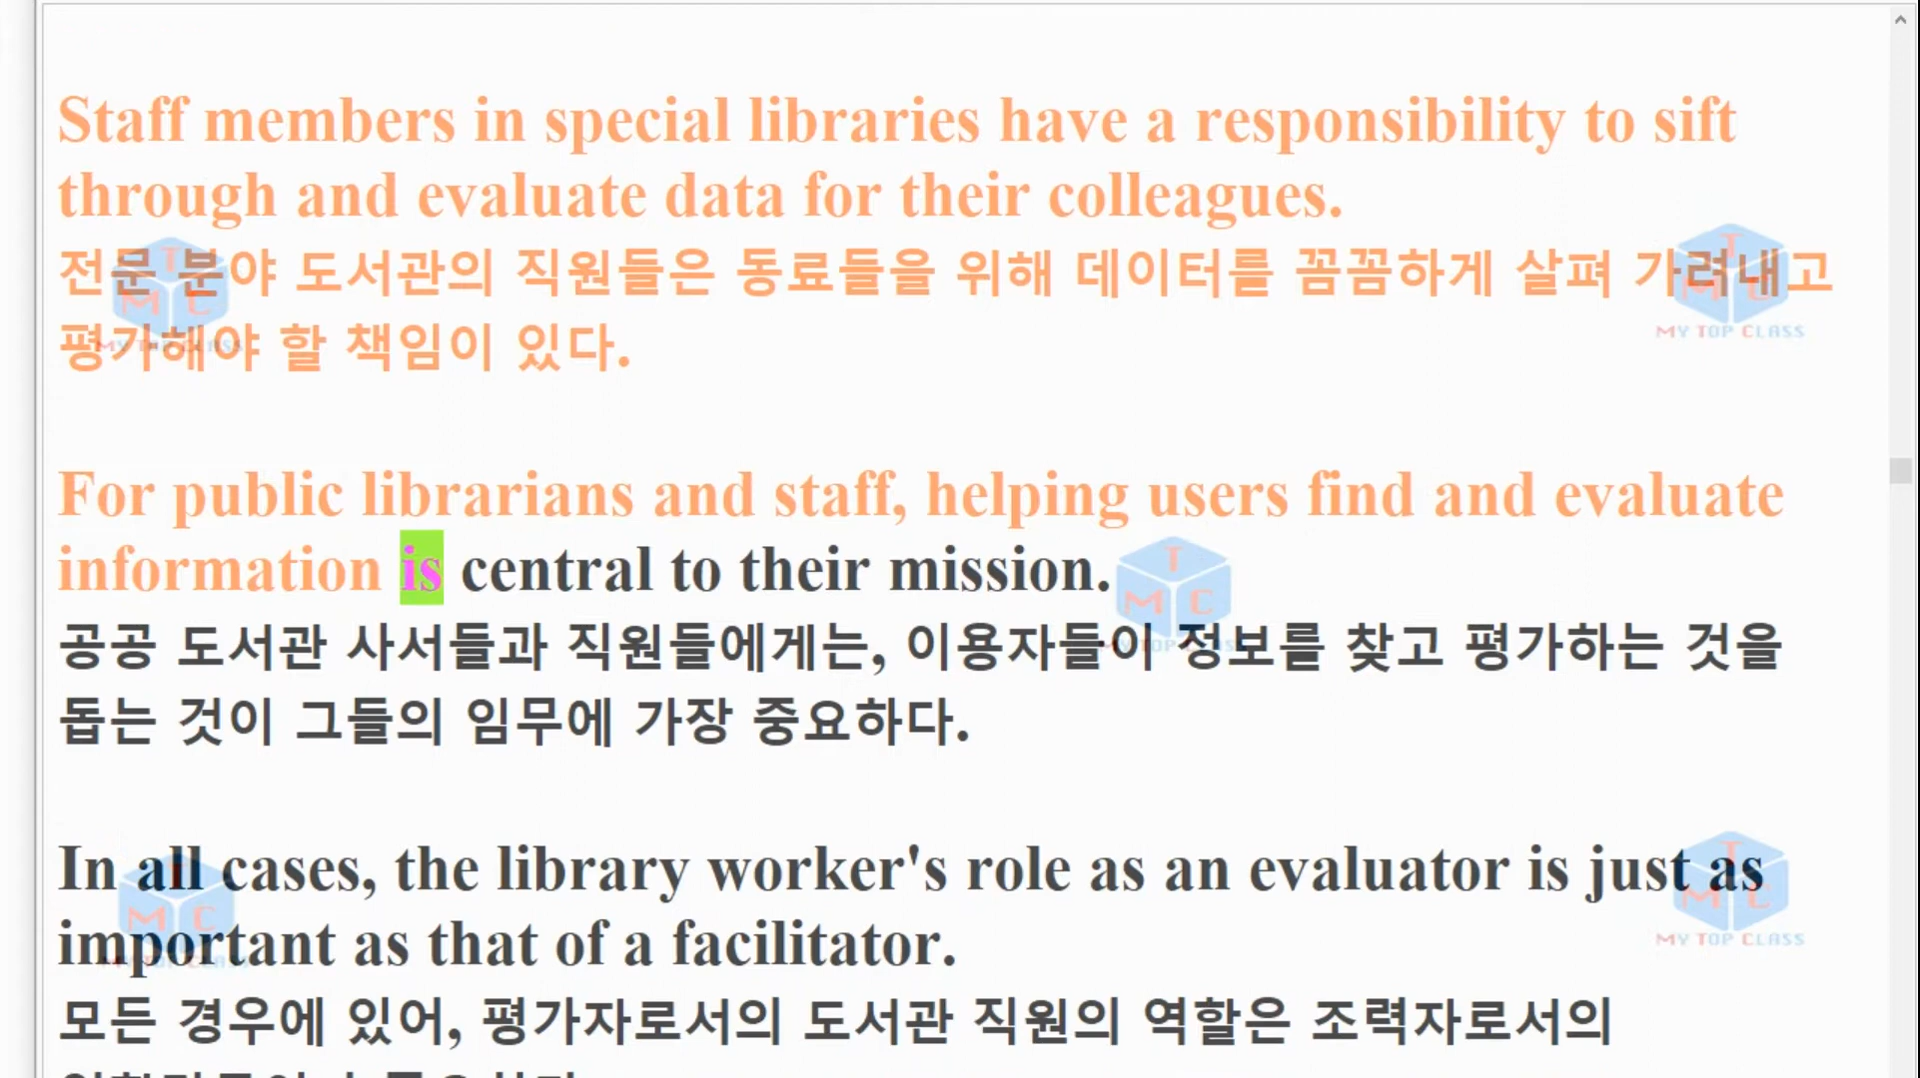 Staff members in special libraries have a responsibility to sift
through and evaluate data for their colleagues.
전문 분야 도서관의 직원들은 동료들을 위해 데이터를 꼼꼼하게 살펴 가려내고
평가해야 할 책임이 있다.
For public librarians and staff, helping users find and evaluate
information is central to their mission.
공공 도서관 사서들과 직원들에게는, 이용자들이 정보를 찾고 평가하는 것을
돕는 것이 그들의 임무에 가장 중요하다.
In all cases, the library worker's role as an evaluator is just as
important as that of a facilitator.
모든 경우에 있어, 평가자로서의 도서관 직원의 역할은 조력자로서의
T M C
MY TOP CLASS
T M C
MY TOP CLASS
T M C
MY TOP CLASS
T M C
MY TOP CLASS
T M C
MY TOP CLASS